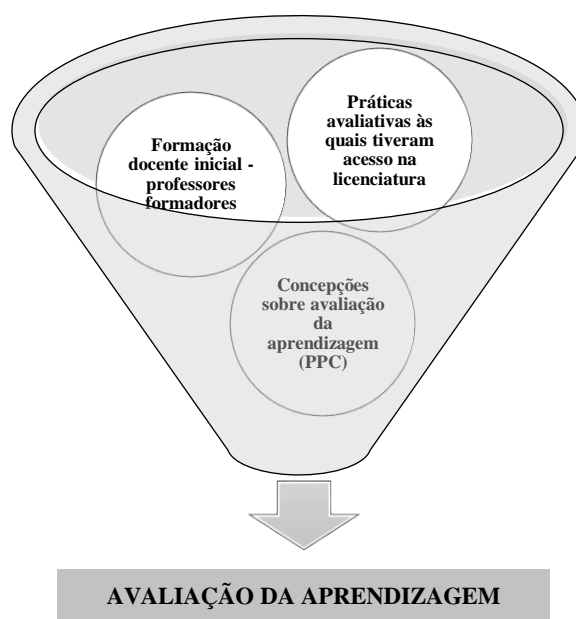 Formação
docente inicial -
professores
formadores
Práticas
avaliativas às
quais tiveram
acesso na
licenciatura
Concepções
sobre avaliação
da
aprendizagem
(PPC)
AVALIAÇÃO DA APRENDIZAGEM